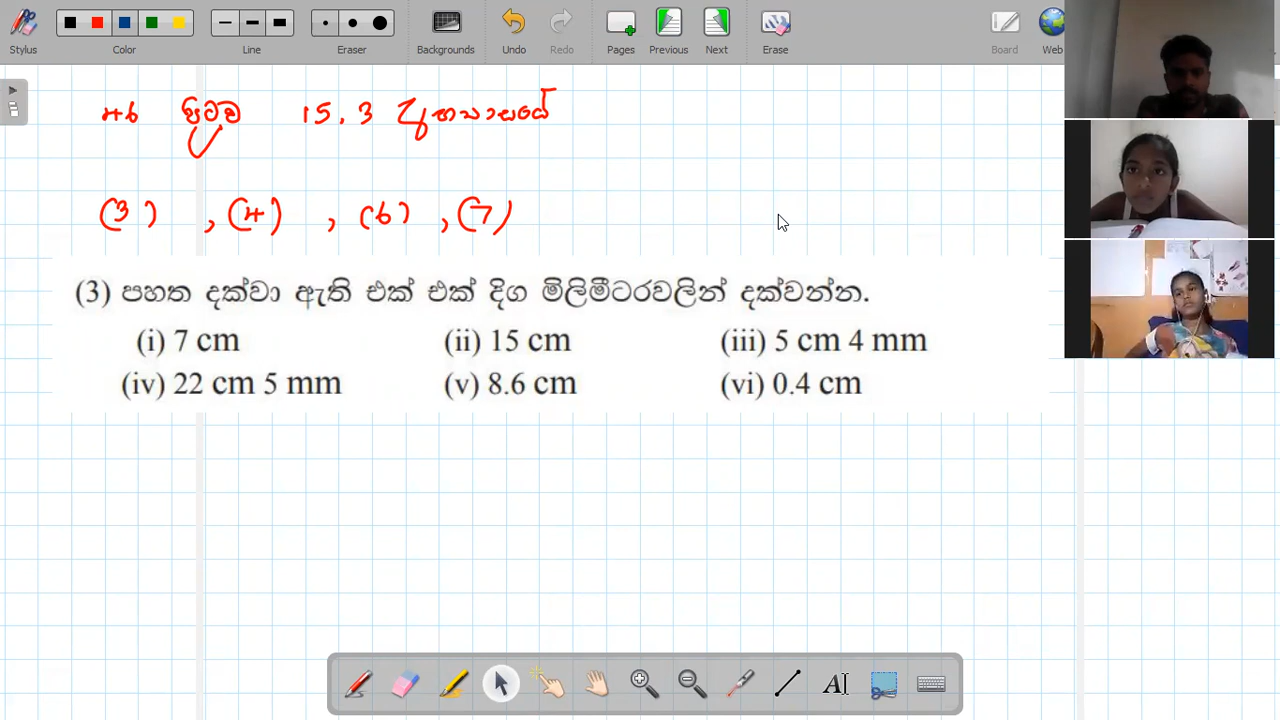 Stylus Color Line Eraser Backgrounds Undo Redo Pages Previous Next Erase Board Web
46 පිටුව 15.3 අභ්‍යාසයේ
(3) , (4) , (6) , (7)
(3) පහත දක්වා ඇති එක් එක් දිග මිලිමීටරවලින් දක්වන්න.
(i) 7 cm (ii) 15 cm (iii) 5 cm 4 mm
(iv) 22 cm 5 mm (v) 8.6 cm (vi) 0.4 cm